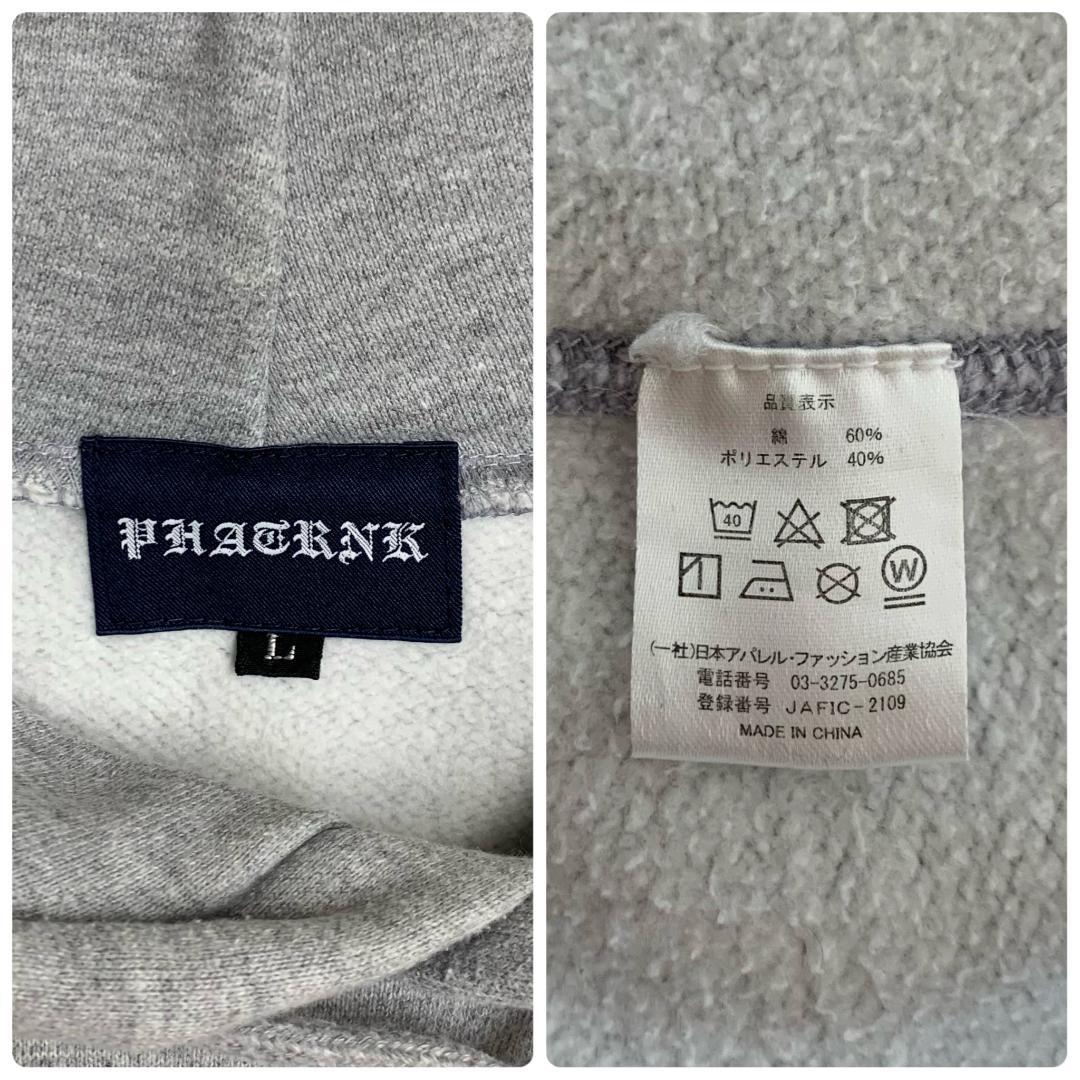 PHATRNK
L
品質表示
綿 60%
ポリエステル 40%
40
W
(一社)日本アパレル・ファッション産業協会
電話番号 03-3275-0685
登録番号 JAFIC-2109
MADE IN CHINA